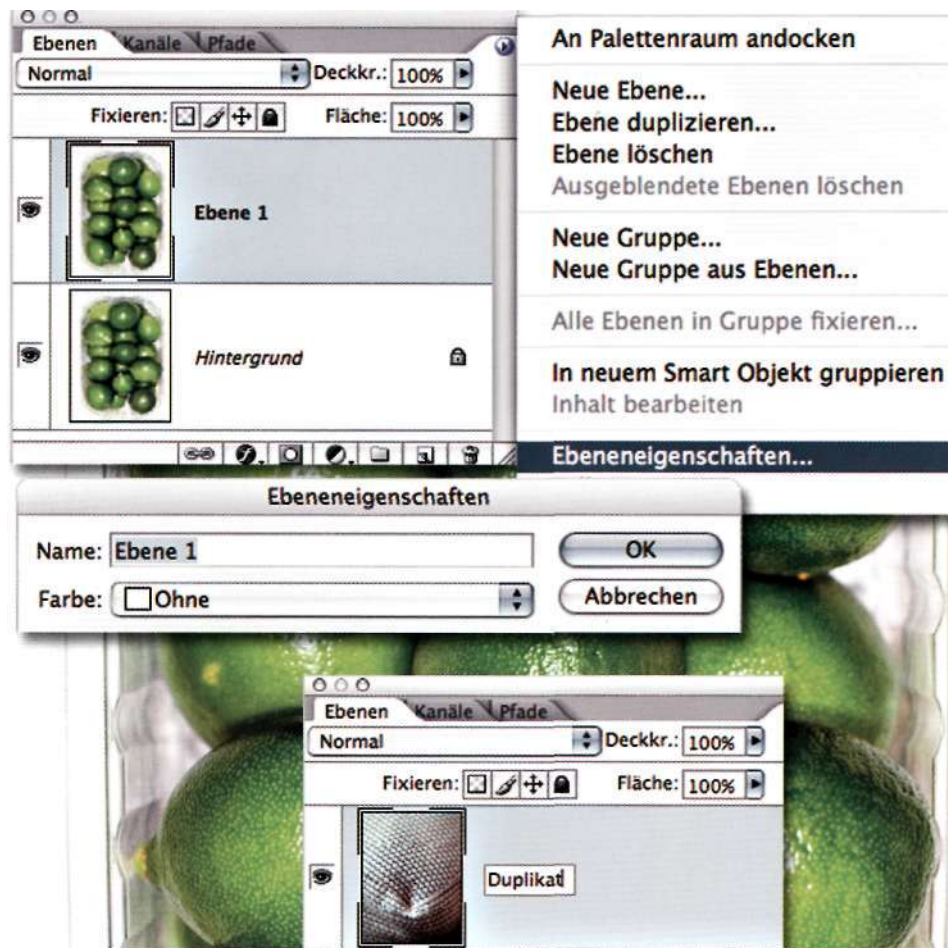 Ebenen Kanäle Pfade
Normal Deckkr.: 100%
Fixieren: Fläche: 100%
Ebene 1
Hintergrund
An Palettenraum andocken
Neue Ebene...
Ebene duplizieren...
Ebene löschen
Ausgeblendete Ebenen löschen
Neue Gruppe...
Neue Gruppe aus Ebenen...
Alle Ebenen in Gruppe fixieren...
In neuem Smart Objekt gruppieren
Inhalt bearbeiten
Ebeneneigenschaften...
Ebeneneigenschaften
Name: Ebene 1 OK
Farbe: Ohne Abbrechen
Ebenen Kanäle Pfade
Normal Deckkr.: 100%
Fixieren: Fläche: 100%
Duplikat